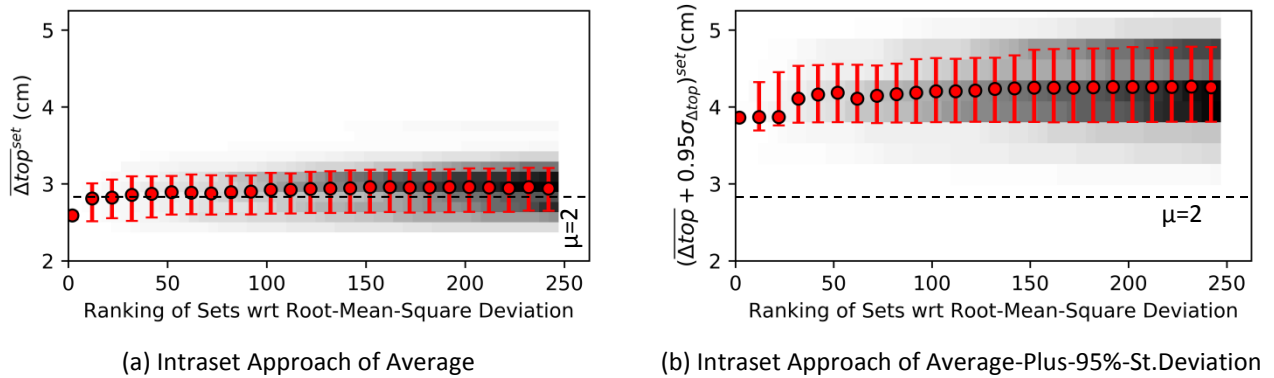 5
4
3
2
Δtop^set (cm)
μ=2
0 50 100 150 200 250
Ranking of Sets wrt Root-Mean-Square Deviation
(a) Intraset Approach of Average
5
4
3
2
(Δtop + 0.95σΔtop)^set (cm)
μ=2
0 50 100 150 200 250
Ranking of Sets wrt Root-Mean-Square Deviation
(b) Intraset Approach of Average-Plus-95%-St.Deviation